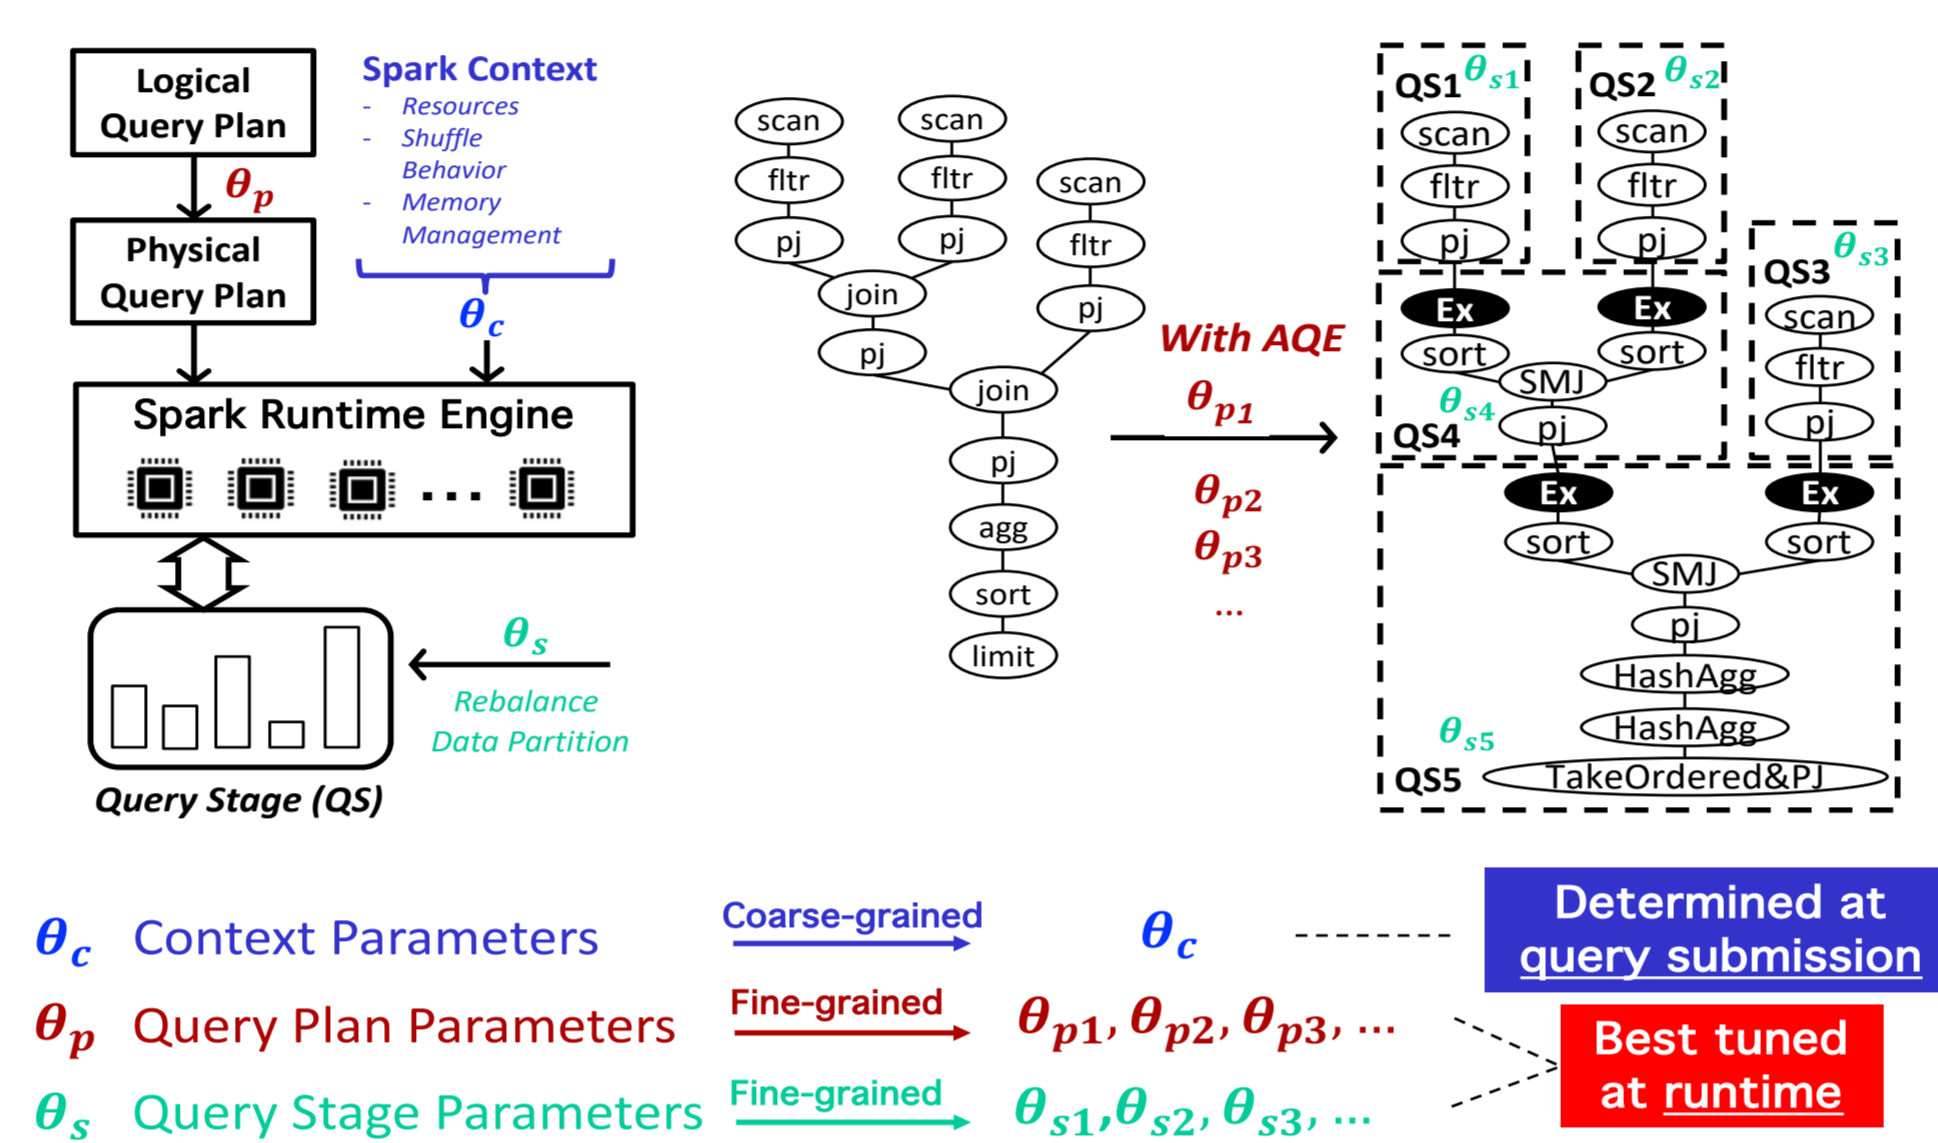 Logical
Query Plan
θp
Physical
Query Plan
Spark Context
- Resources
- Shuffle
Behavior
- Memory
Management
θc
Spark Runtime Engine
...
θs
Rebalance
Data Partition
Query Stage (QS)
scan
fltr
pj
scan
fltr
pj
scan
fltr
pj
join
pj
join
pj
agg
sort
limit
With AQE
θp1
θp2
θp3
...
QS1 θs1
scan
fltr
pj
QS2 θs2
scan
fltr
pj
θs3
QS3
scan
fltr
pj
Ex
Ex
sort
sort
SMJ
θs4
pj
QS4
Ex
Ex
sort
sort
SMJ
pj
HashAgg
HashAgg
θs5
QS5
TakeOrdered&PJ
θc Context Parameters Coarse-grained θc
Determined at
query submission
θp Query Plan Parameters Fine-grained θp1, θp2, θp3, ...
θs Query Stage Parameters Fine-grained θs1,θs2, θs3, ...
Best tuned
at runtime